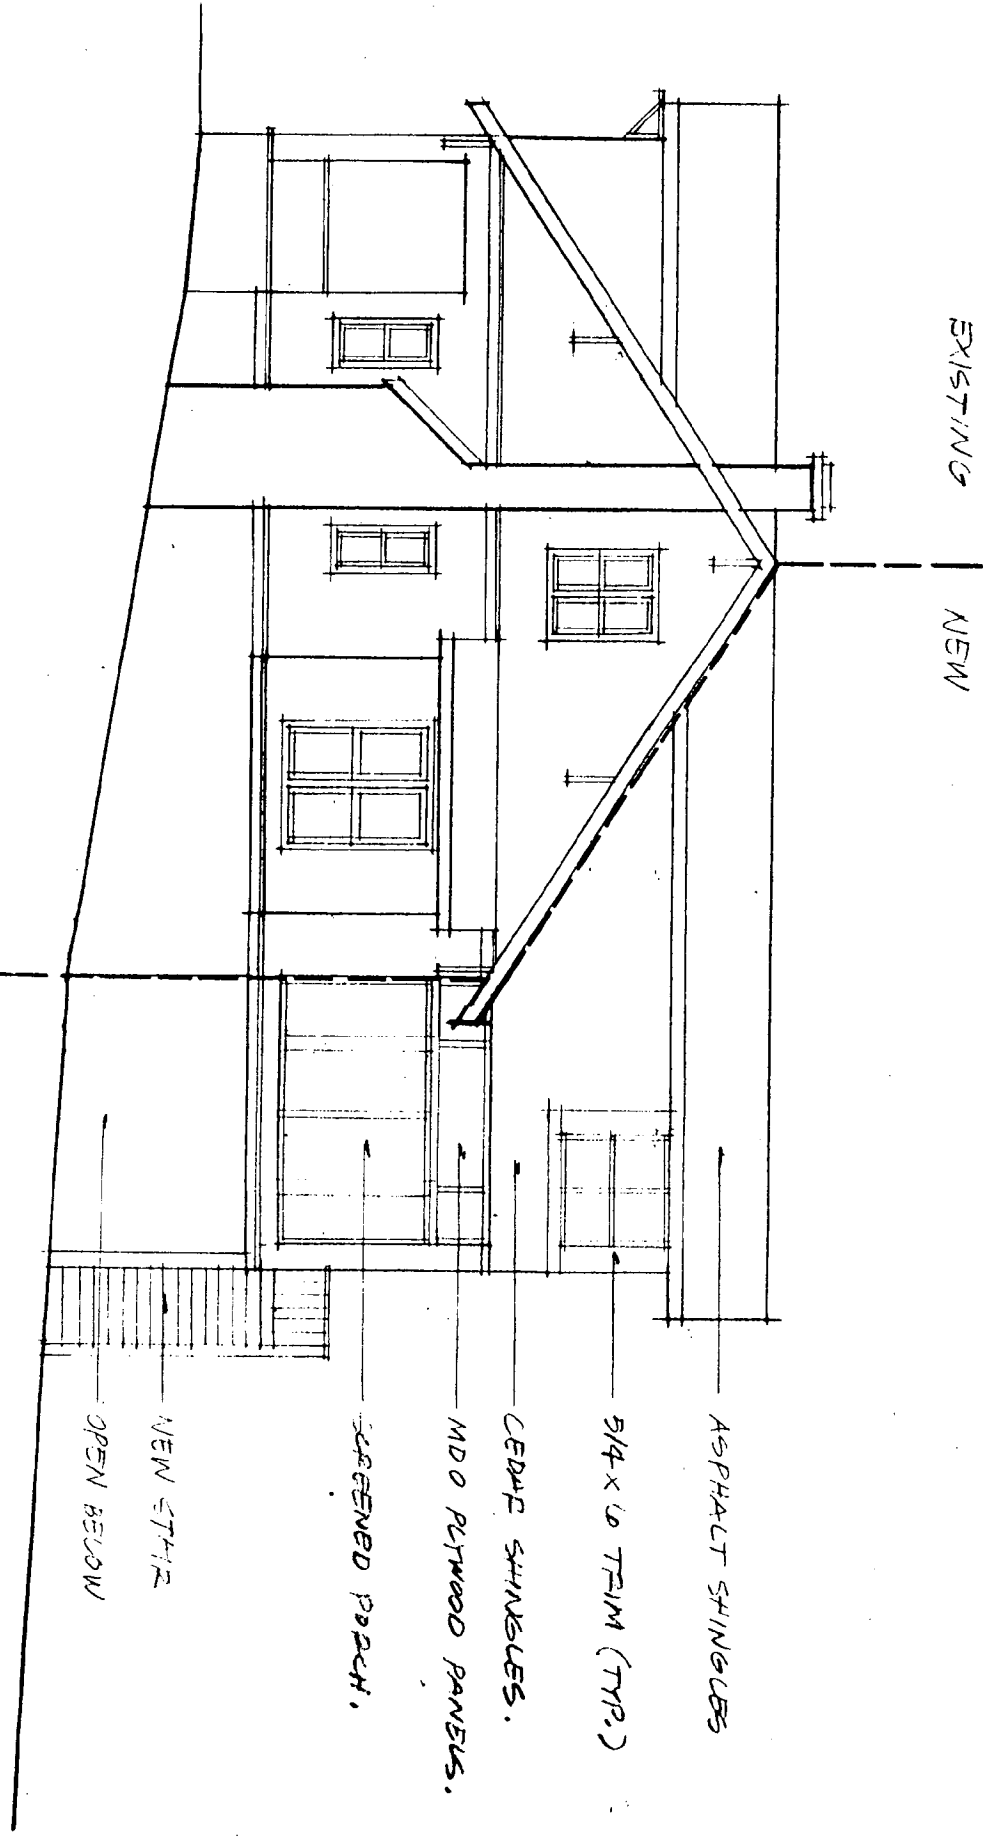 EXISTING NEW
ASPHALT SHINGLES
5/4 x 6 TRIM (TYP.)
CEDAR SHINGLES.
MDO PLYWOOD PANELS.
SCREENED PORCH.
NEW STAIR
OPEN BELOW